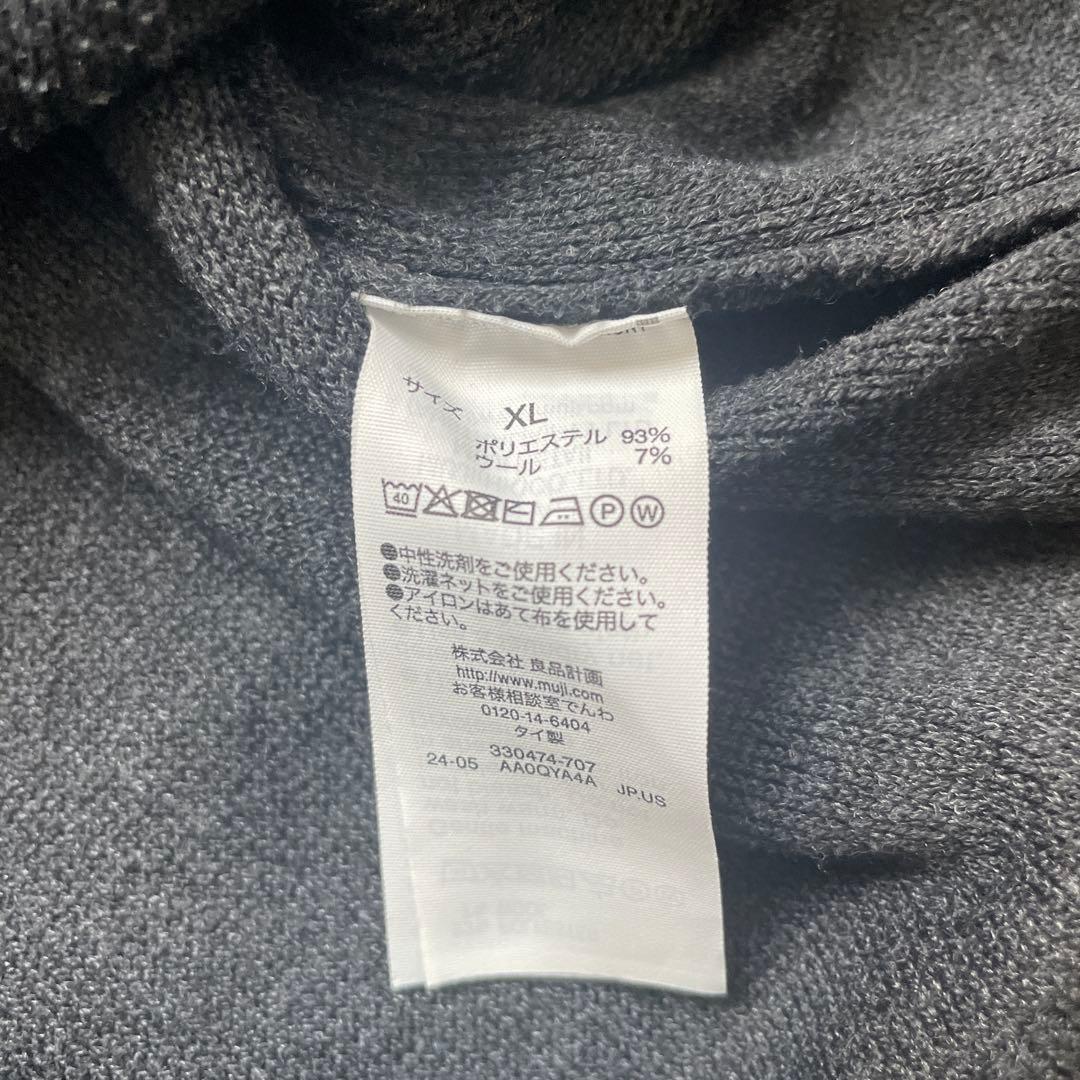 サイズ XL
ポリエステル 93%
ウール 7%
40 P W
●中性洗剤をご使用ください。
●洗濯ネットをご使用ください。
●アイロンはあて布を使用して
ください。
株式会社 良品計画
http://www.muji.com
お客様相談室でんわ
0120-14-6404
タイ製
330474-707
24-05 AA0QYA4A JP.US